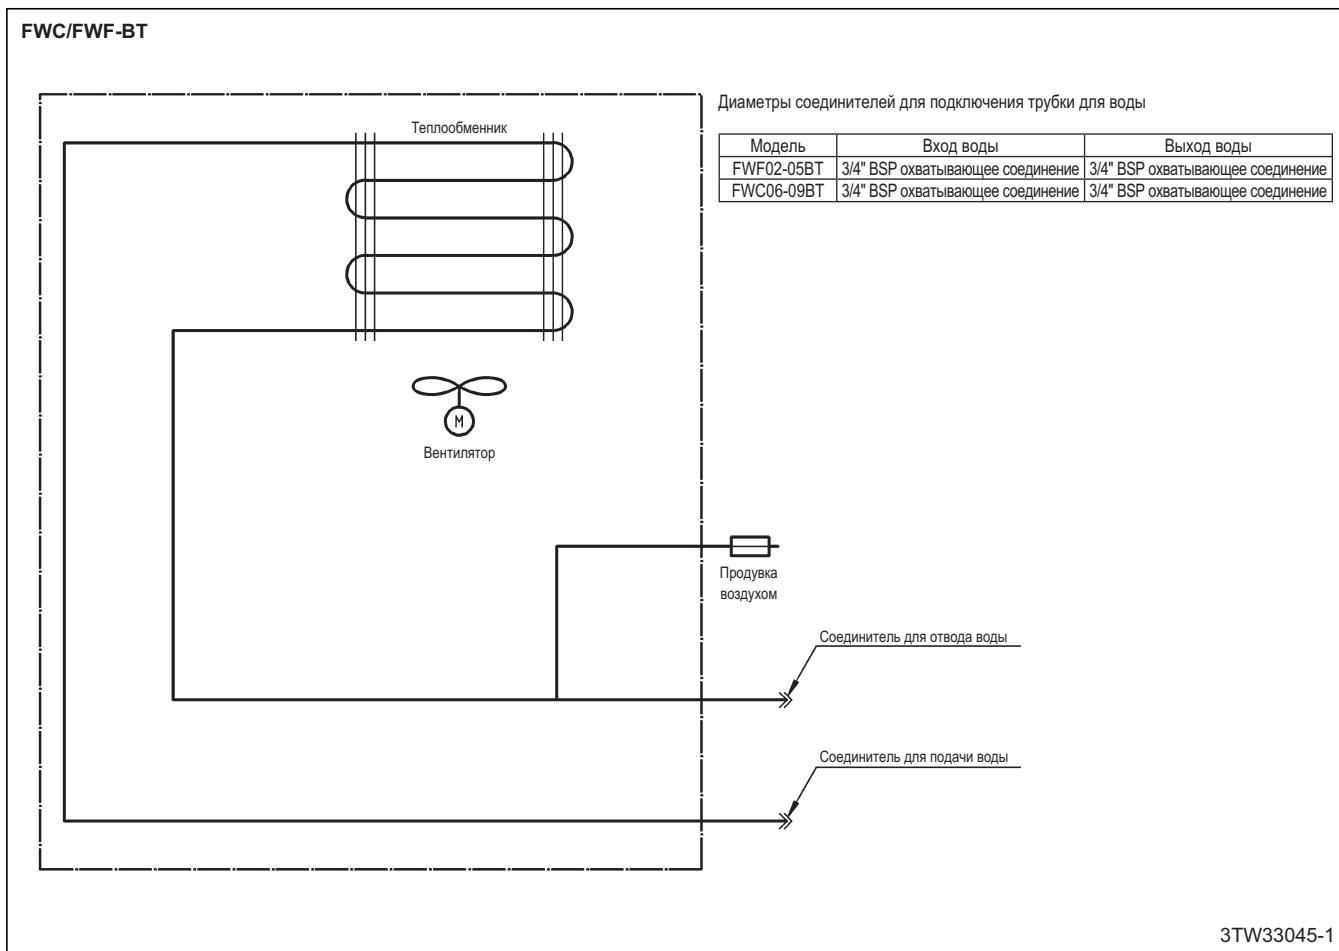 FWC/FWF-BT
Диаметры соединителей для подключения трубки для воды
Модель Вход воды Выход воды
FWF02-05BT 3/4" BSP охватывающее соединение 3/4" BSP охватывающее соединение
FWC06-09BT 3/4" BSP охватывающее соединение 3/4" BSP охватывающее соединение
Теплообменник
M
Вентилятор
Продувка
воздухом
Соединитель для отвода воды
Соединитель для подачи воды
3TW33045-1